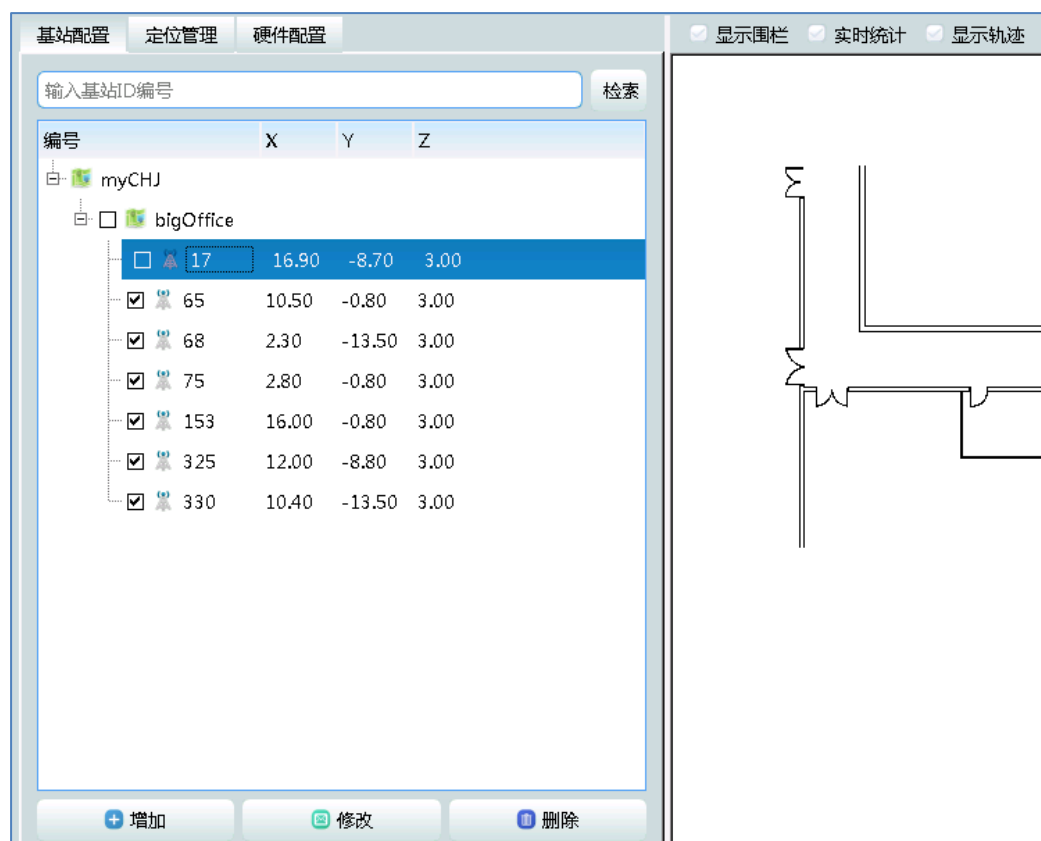 基站配置 定位管理 硬件配置 显示围栏 实时统计 显示轨迹
输入基站ID编号 检索
编号 X Y Z
myCHJ
bigOffice
17 16.90 -8.70 3.00
65 10.50 -0.80 3.00
68 2.30 -13.50 3.00
75 2.80 -0.80 3.00
153 16.00 -0.80 3.00
325 12.00 -8.80 3.00
330 10.40 -13.50 3.00
增加 修改 删除